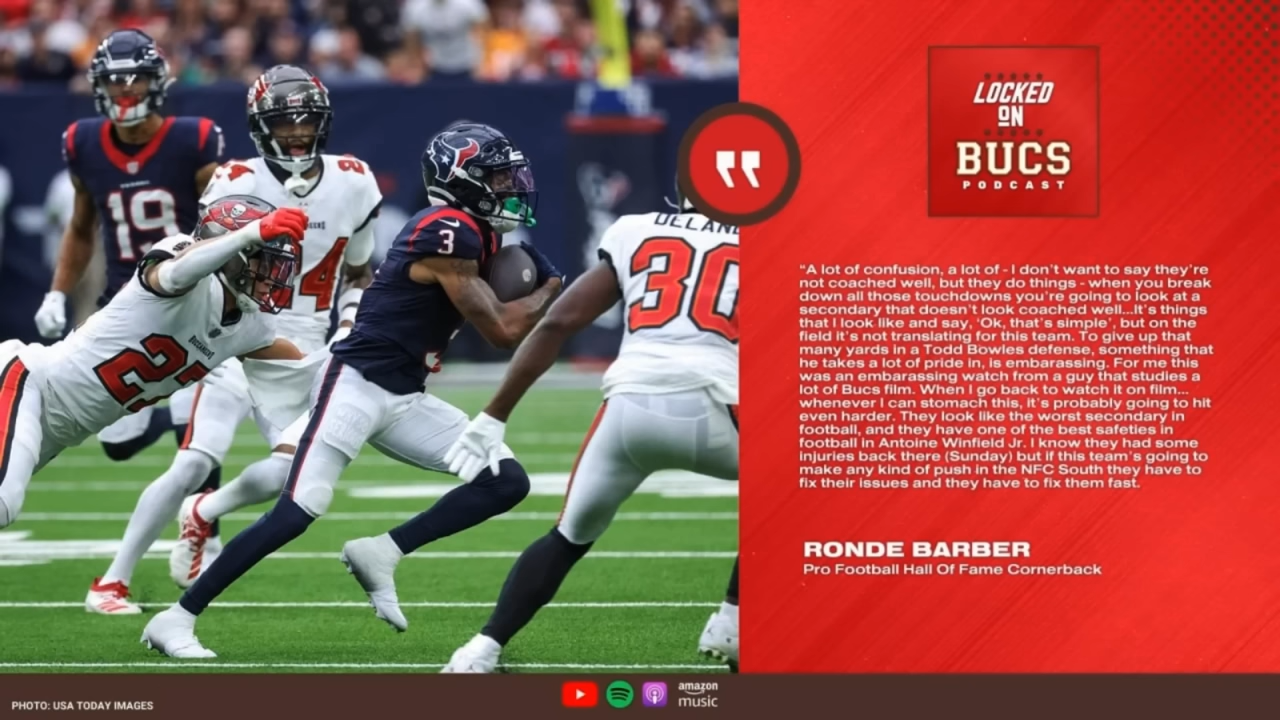 19
24
27
3
DELANE
30
LOCKED
ON
BUCS
PODCAST
“A lot of confusion, a lot of - I don’t want to say they’re
not coached well, but they do things - when you break
down all those touchdowns you’re going to look at a
secondary that doesn’t look coached well...It’s things
that I look like and say, ‘Ok, that’s simple’, but on the
field it’s not translating for this team. To give up that
many yards in a Todd Bowles defense, something that
he takes a lot of pride in, is embarassing. For me this
was an embarassing watch from a guy that studies a
lot of Bucs film. When I go back to watch it on film...
whenever I can stomach this, it’s probably going to hit
even harder. They look like the worst secondary in
football, and they have one of the best safeties in
football in Antoine Winfield Jr. I know they had some
injuries back there (Sunday) but if this team’s going to
make any kind of push in the NFC South they have to
fix their issues and they have to fix them fast.
RONDE BARBER
Pro Football Hall Of Fame Cornerback
PHOTO: USA TODAY IMAGES
amazon
music